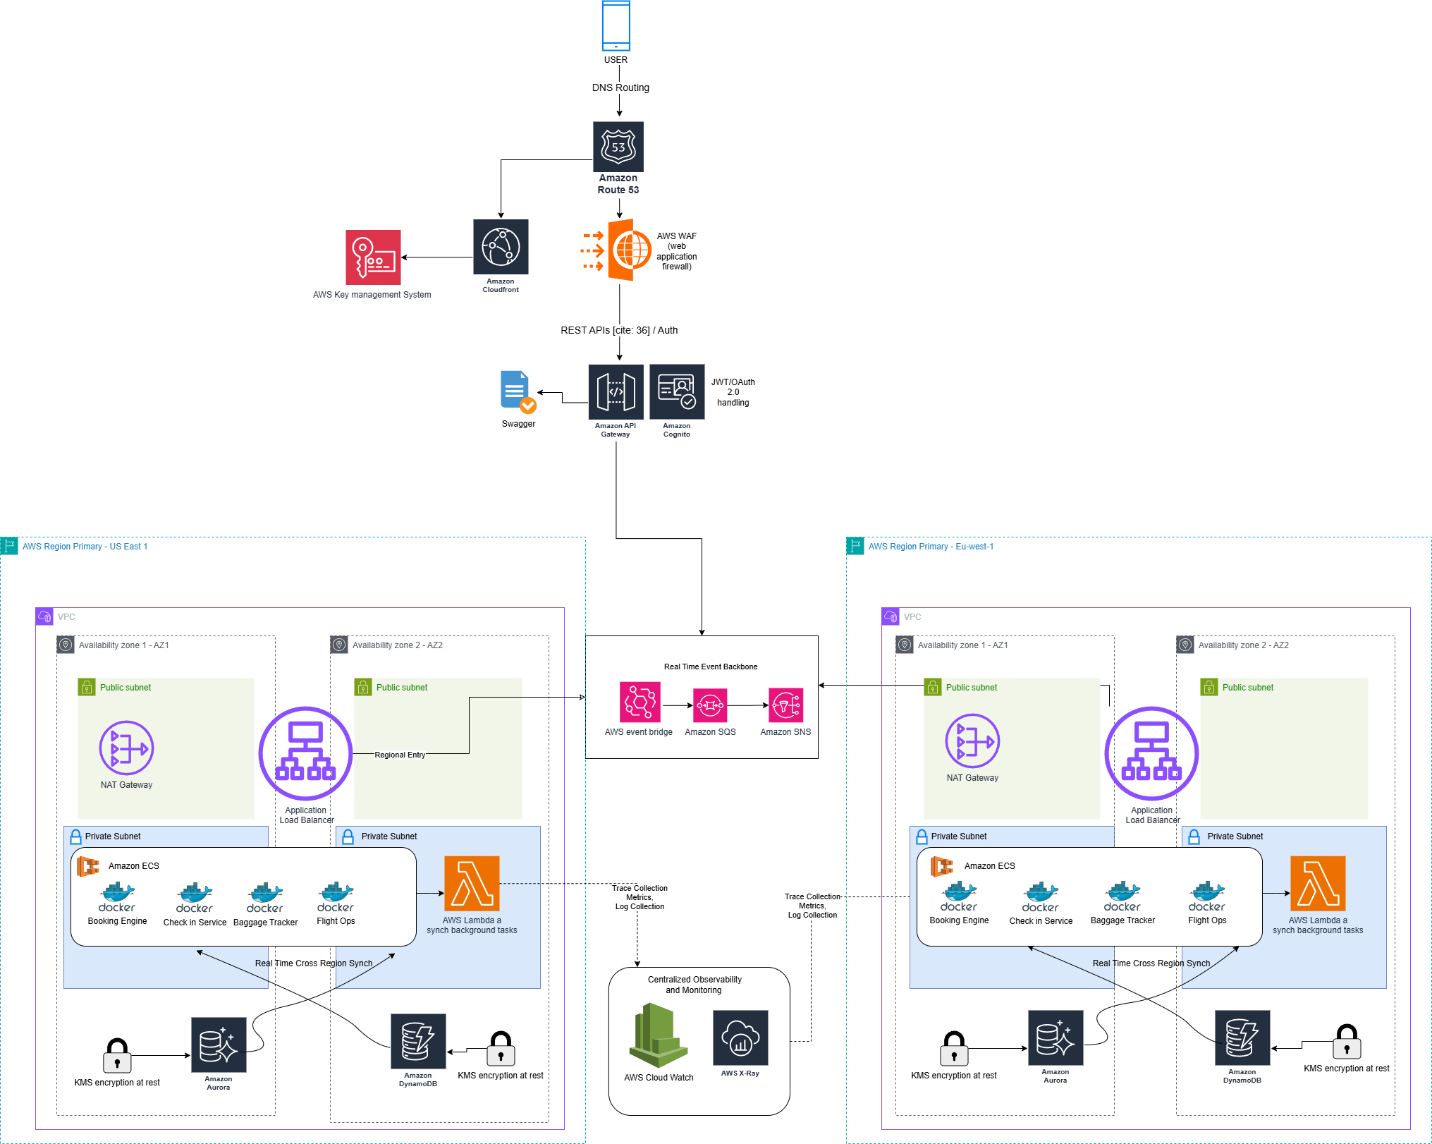 USER
DNS Routing
53
Amazon
Route 53
AWS WAF
(web
application
firewall)
Amazon
Cloudfront
AWS Key management System
REST APIs [cite: 36] / Auth
JWT/OAuth
2.0
handling
Swagger
Amazon API
Gateway
Amazon
Cognito
AWS Region Primary - US East 1
VPC
Availability zone 1 - AZ1
Availability zone 2 - AZ2
Public subnet
Public subnet
NAT Gateway
Regional Entry
Application
Load Balancer
Private Subnet
Private Subnet
Amazon ECS
docker
docker
docker
docker
Booking Engine
Check in Service
Baggage Tracker
Flight Ops
AWS Lambda a
synch background tasks
Real Time Cross Region Synch
KMS encryption at rest
Amazon
Aurora
Amazon
DynamoDB
KMS encryption at rest
Real Time Event Backbone
AWS event bridge
Amazon SQS
Amazon SNS
Trace Collection
Metrics,
Log Collection
Trace Collection
Metrics,
Log Collection
Centralized Observability
and Monitoring
AWS Cloud Watch
AWS X-Ray
AWS Region Primary - Eu-west-1
VPC
Availability zone 1 - AZ1
Availability zone 2 - AZ2
Public subnet
Public subnet
NAT Gateway
Application
Load Balancer
Private Subnet
Private Subnet
Amazon ECS
docker
docker
docker
docker
Booking Engine
Check in Service
Baggage Tracker
Flight Ops
AWS Lambda a
synch background tasks
Real Time Cross Region Synch
KMS encryption at rest
Amazon
Aurora
Amazon
DynamoDB
KMS encryption at rest